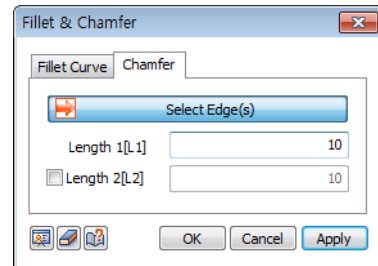 Fillet & Chamfer
Fillet Curve Chamfer
Select Edge(s)
Length 1[L1] 10
Length 2[L2] 10
OK Cancel Apply